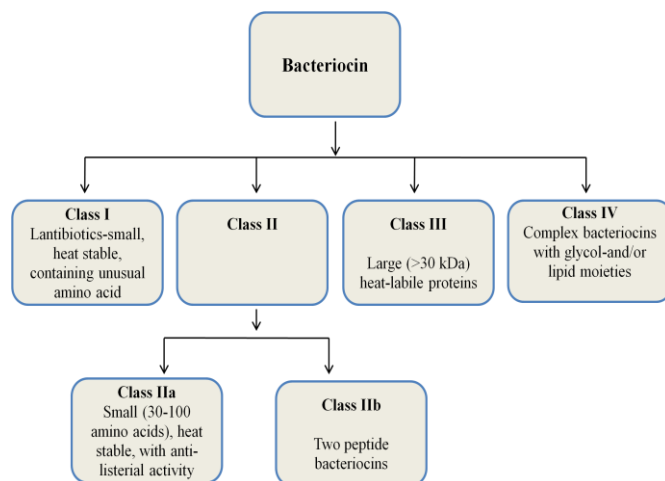 Bacteriocin
Class I
Lantibiotics-small,
heat stable,
containing unusual
amino acid
Class II
Class III
Large (>30 kDa)
heat-labile proteins
Class IV
Complex bacteriocins
with glycol-and/or
lipid moieties
Class IIa
Small (30-100
amino acids), heat
stable, with anti-
listerial activity
Class IIb
Two peptide
bacteriocins